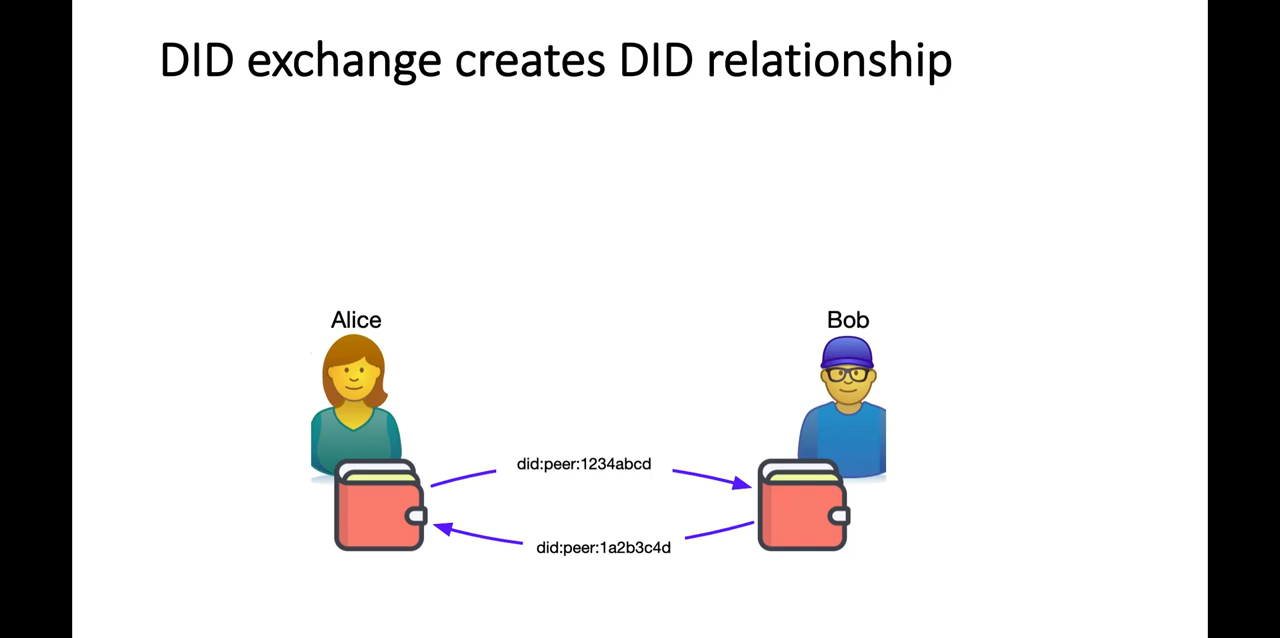 DID exchange creates DID relationship
Alice
Bob
did:peer:1234abcd
did:peer:1a2b3c4d